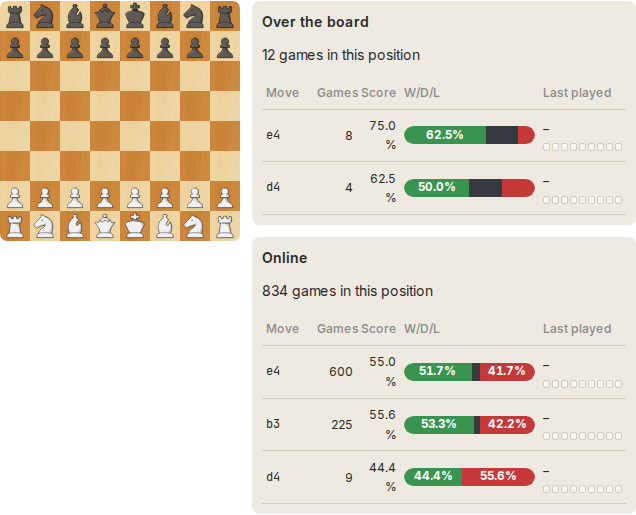 Over the board
12 games in this position
Move Games Score W/D/L Last played
e4 8 75.0 % 62.5% –
d4 4 62.5 % 50.0% –
Online
834 games in this position
Move Games Score W/D/L Last played
e4 600 55.0 % 51.7% 41.7% –
b3 225 55.6 % 53.3% 42.2% –
d4 9 44.4 % 44.4% 55.6% –